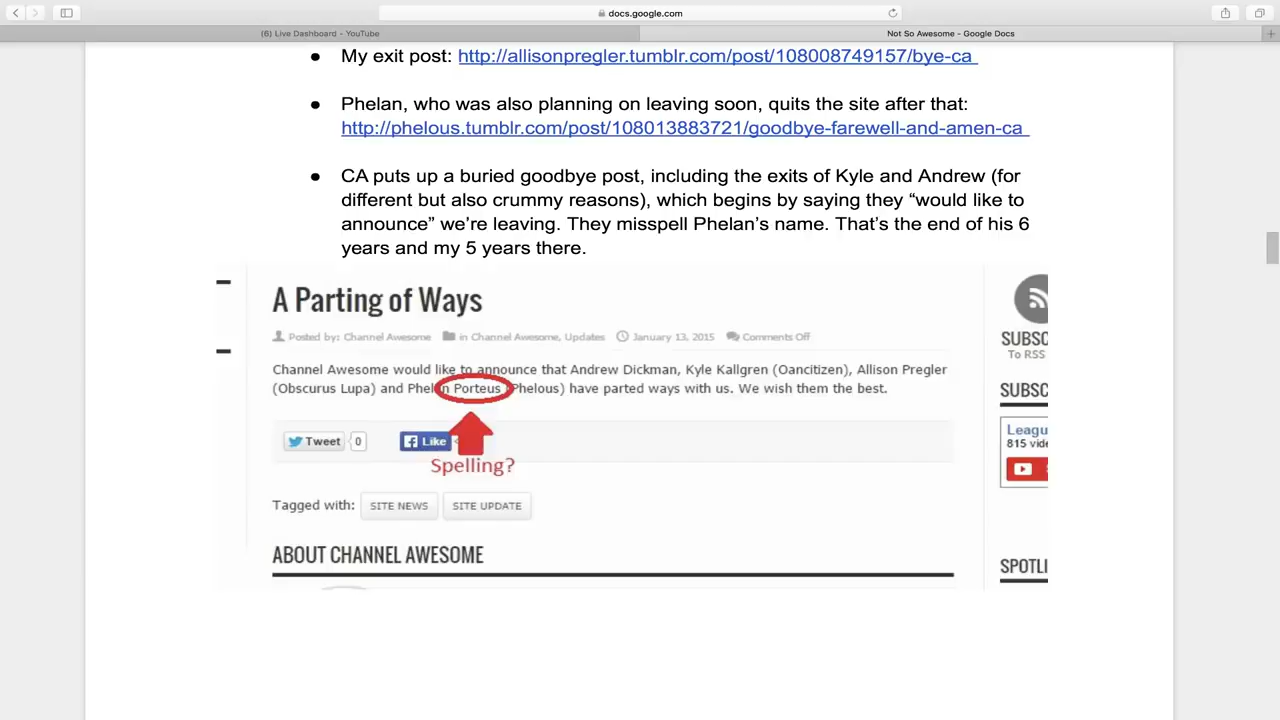 docs.google.com
(6) Live Dashboard - YouTube
Not So Awesome - Google Docs
● My exit post: http://allisonpregler.tumblr.com/post/108008749157/bye-ca
● Phelan, who was also planning on leaving soon, quits the site after that:
http://phelous.tumblr.com/post/108013883721/goodbye-farewell-and-amen-ca
● CA puts up a buried goodbye post, including the exits of Kyle and Andrew (for
different but also crummy reasons), which begins by saying they “would like to
announce” we’re leaving. They misspell Phelan’s name. That’s the end of his 6
years and my 5 years there.
A Parting of Ways
Posted by: Channel Awesome in Channel Awesome, Updates January 13, 2015 Comments Off
Channel Awesome would like to announce that Andrew Dickman, Kyle Kallgren (Oancitizen), Allison Pregler
(Obscurus Lupa) and Phelan Porteus (Phelous) have parted ways with us. We wish them the best.
Tweet 0 Like
Spelling?
Tagged with: SITE NEWS SITE UPDATE
ABOUT CHANNEL AWESOME
SUBSC
To RSS
SUBSC
Leagu
815 vide
SPOTLI